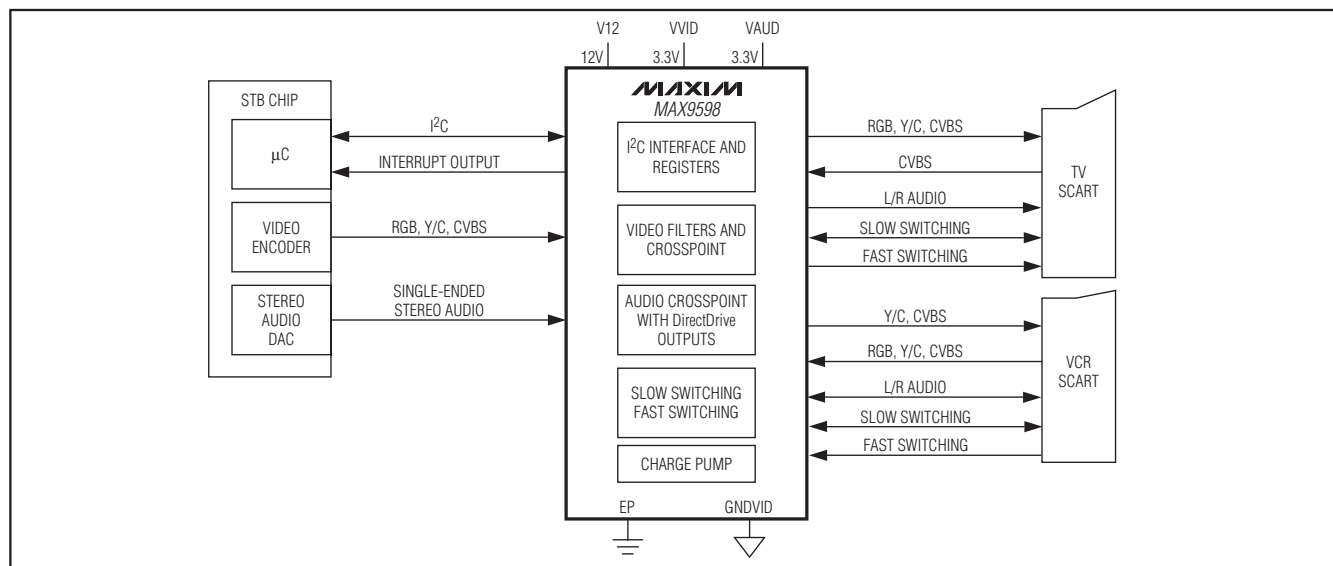 V12
VVID
VAUD
12V
3.3V
3.3V
STB CHIP
μC
VIDEO
ENCODER
STEREO
AUDIO
DAC
I²C
INTERRUPT OUTPUT
RGB, Y/C, CVBS
SINGLE-ENDED
STEREO AUDIO
MAXIM
MAX9598
I²C INTERFACE AND
REGISTERS
VIDEO FILTERS AND
CROSSPOINT
AUDIO CROSSPOINT
WITH DirectDrive
OUTPUTS
SLOW SWITCHING
FAST SWITCHING
CHARGE PUMP
EP
GNDVID
RGB, Y/C, CVBS
CVBS
L/R AUDIO
SLOW SWITCHING
FAST SWITCHING
TV
SCART
Y/C, CVBS
RGB, Y/C, CVBS
L/R AUDIO
SLOW SWITCHING
FAST SWITCHING
VCR
SCART